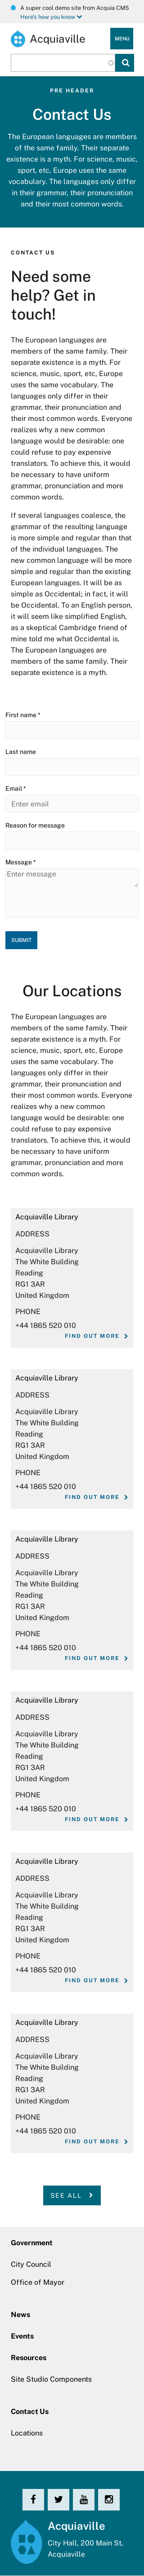 A super cool demo site from Acquia CMS
Here's how you know
Acquiaville
MENU
PRE HEADER
Contact Us
The European languages are
members of the same family. Their
separate existence is a myth. For
science, music, sport, etc, Europe
uses the same vocabulary. The
languages only differ in their
grammar, their pronunciation and
their most common words.
CONTACT US
Need some
help? Get in
touch!
The European languages are
members of the same family. Their
separate existence is a myth. For
science, music, sport, etc, Europe
uses the same vocabulary. The
languages only differ in their
grammar, their pronunciation and
their most common words. Everyone
realizes why a new common
language would be desirable: one
could refuse to pay expensive
translators. To achieve this, it would
be necessary to have uniform
grammar, pronunciation and more
common words.
If several languages coalesce, the
grammar of the resulting language
is more simple and regular than that
of the individual languages. The
new common language will be more
simple and regular than the existing
European languages. It will be as
simple as Occidental; in fact, it will
be Occidental. To an English person,
it will seem like simplified English,
as a skeptical Cambridge friend of
mine told me what Occidental is.
The European languages are
members of the same family. Their
separate existence is a myth.
First name *
Last name
Email *
Enter email
Reason for message
Message *
Enter message
SUBMIT
Our Locations
The European languages are
members of the same family. Their
separate existence is a myth. For
science, music, sport, etc, Europe
uses the same vocabulary. The
languages only differ in their
grammar, their pronunciation and
their most common words. Everyone
realizes why a new common
language would be desirable: one
could refuse to pay expensive
translators. To achieve this, it would
be necessary to have uniform
grammar, pronunciation and more
common words.
Acquiaville Library
ADDRESS
Acquiaville Library
The White Building
Reading
RG1 3AR
United Kingdom
PHONE
+44 1865 520 010
FIND OUT MORE
Acquiaville Library
ADDRESS
Acquiaville Library
The White Building
Reading
RG1 3AR
United Kingdom
PHONE
+44 1865 520 010
FIND OUT MORE
Acquiaville Library
ADDRESS
Acquiaville Library
The White Building
Reading
RG1 3AR
United Kingdom
PHONE
+44 1865 520 010
FIND OUT MORE
Acquiaville Library
ADDRESS
Acquiaville Library
The White Building
Reading
RG1 3AR
United Kingdom
PHONE
+44 1865 520 010
FIND OUT MORE
Acquiaville Library
ADDRESS
Acquiaville Library
The White Building
Reading
RG1 3AR
United Kingdom
PHONE
+44 1865 520 010
FIND OUT MORE
Acquiaville Library
ADDRESS
Acquiaville Library
The White Building
Reading
RG1 3AR
United Kingdom
PHONE
+44 1865 520 010
FIND OUT MORE
SEE ALL
Government
City Council
Office of Mayor
News
Events
Resources
Site Studio Components
Contact Us
Locations
Acquiaville
City Hall, 200 Main St,
Acquiaville